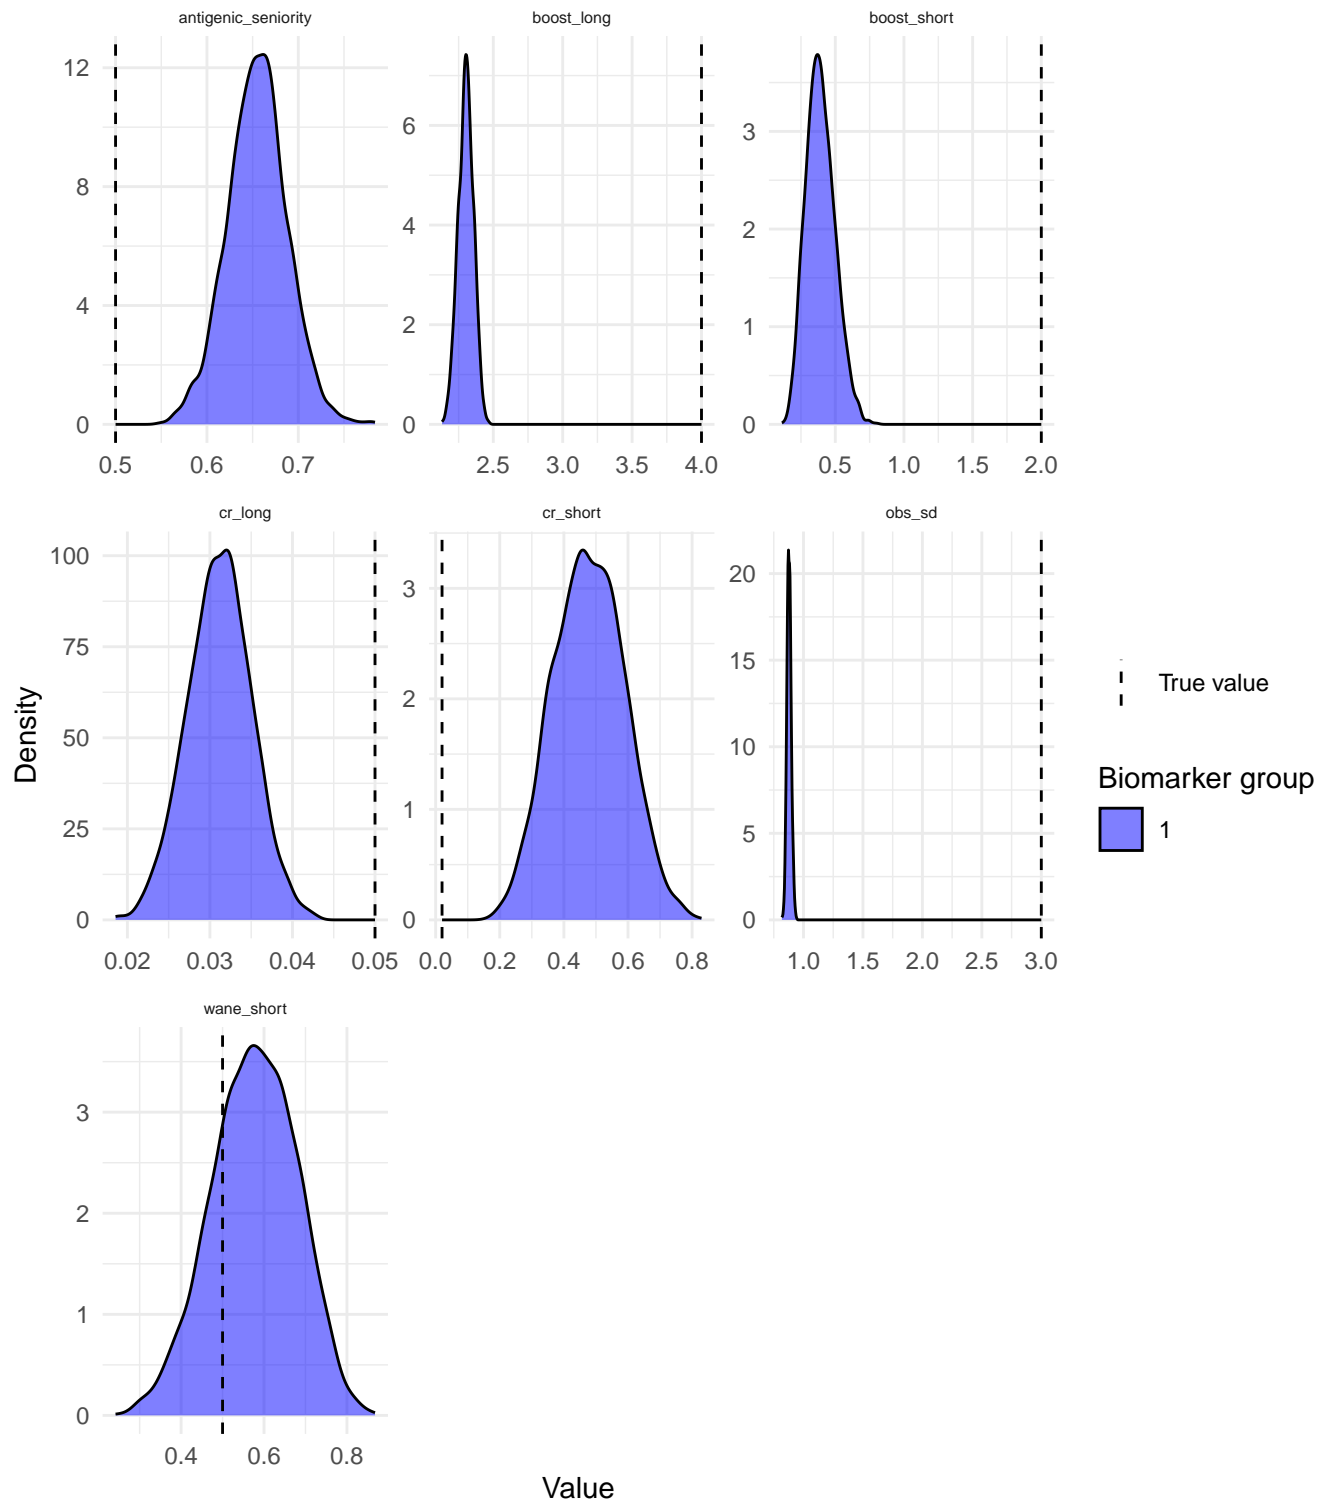 antigenic_seniority
boost_long
boost_short
12
8
4
0
6
4
2
0
3
2
1
0
0.5 0.6 0.7
2.5 3.0 3.5 4.0
0.5 1.0 1.5 2.0
cr_long
cr_short
obs_sd
100
75
50
25
0
3
2
1
0
20
15
10
5
0
0.02 0.03 0.04 0.05
0.0 0.2 0.4 0.6 0.8
1.0 1.5 2.0 2.5 3.0
wane_short
3
2
1
0
0.4 0.6 0.8
Density
Value
True value
Biomarker group
1